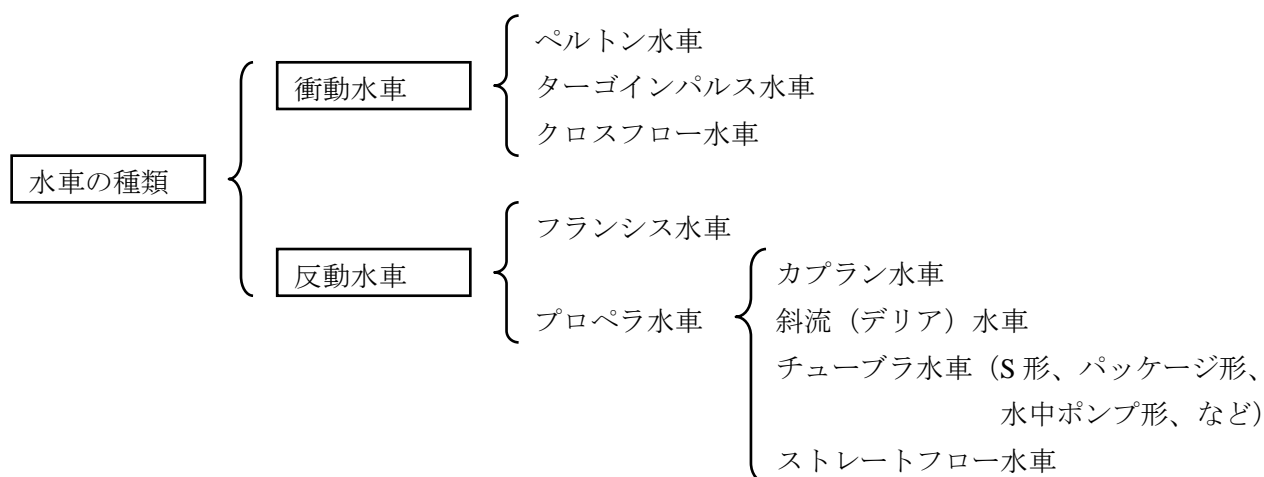 水車の種類
衝動水車
ペルトン水車
ターゴインパルス水車
クロスフロー水車
反動水車
フランシス水車
プロペラ水車
カプラン水車
斜流（デリア）水車
チューブラ水車（S 形、パッケージ形、
水中ポンプ形、など）
ストレートフロー水車